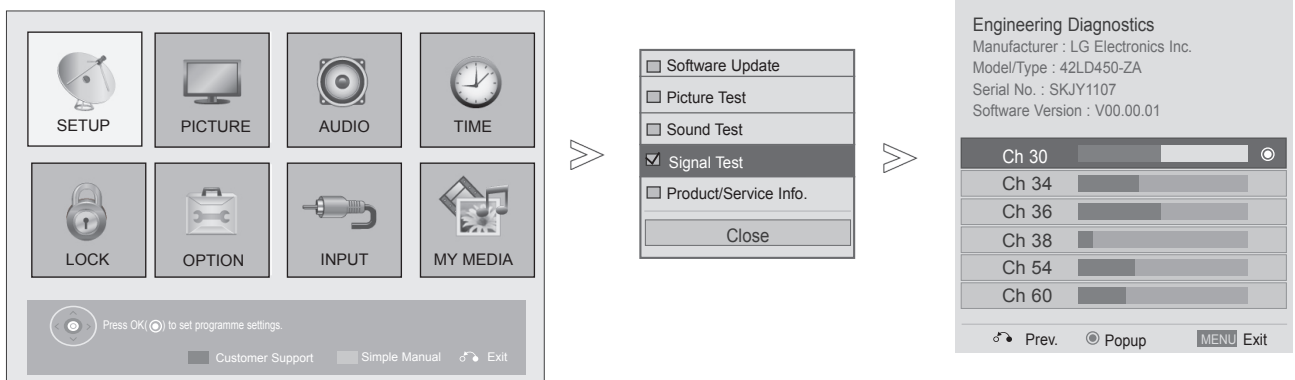 SETUP
PICTURE
AUDIO
TIME
LOCK
OPTION
INPUT
MY MEDIA
Press OK(◉) to set programme settings.
Customer Support Simple Manual Exit
Software Update
Picture Test
Sound Test
Signal Test
Product/Service Info.
Close
Engineering Diagnostics
Manufacturer : LG Electronics Inc.
Model/Type : 42LD450-ZA
Serial No. : SKJY1107
Software Version : V00.00.01
Ch 30
Ch 34
Ch 36
Ch 38
Ch 54
Ch 60
Prev. Popup MENU Exit